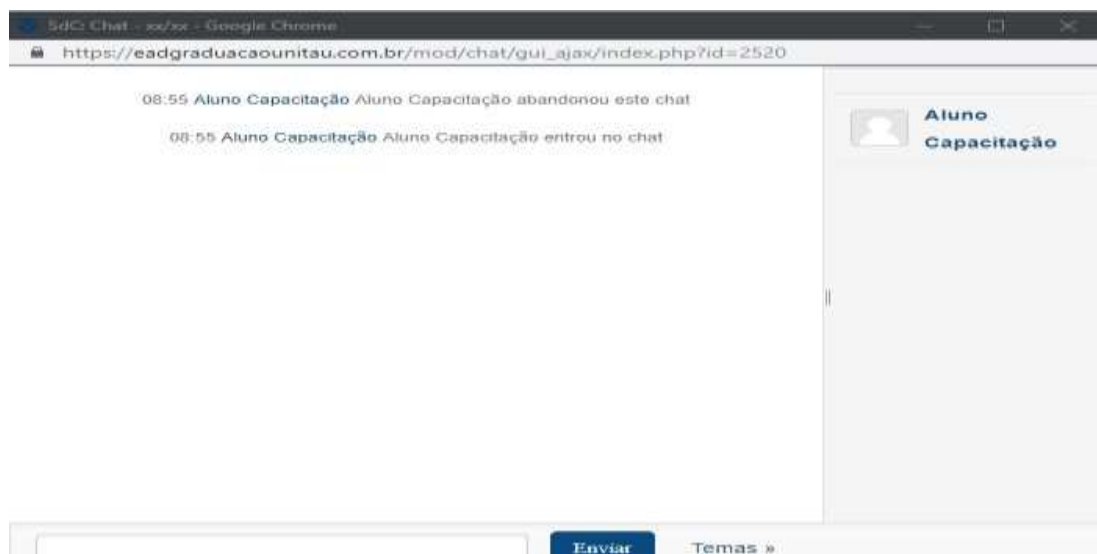 SdC: Chat - xx/xx - Google Chrome
https://eadgraduacaounitau.com.br/mod/chat/gui_ajax/index.php?id=2520
08:55 Aluno Capacitação Aluno Capacitação abandonou este chat
08:55 Aluno Capacitação Aluno Capacitação entrou no chat
Aluno
Capacitação
Enviar Temas »